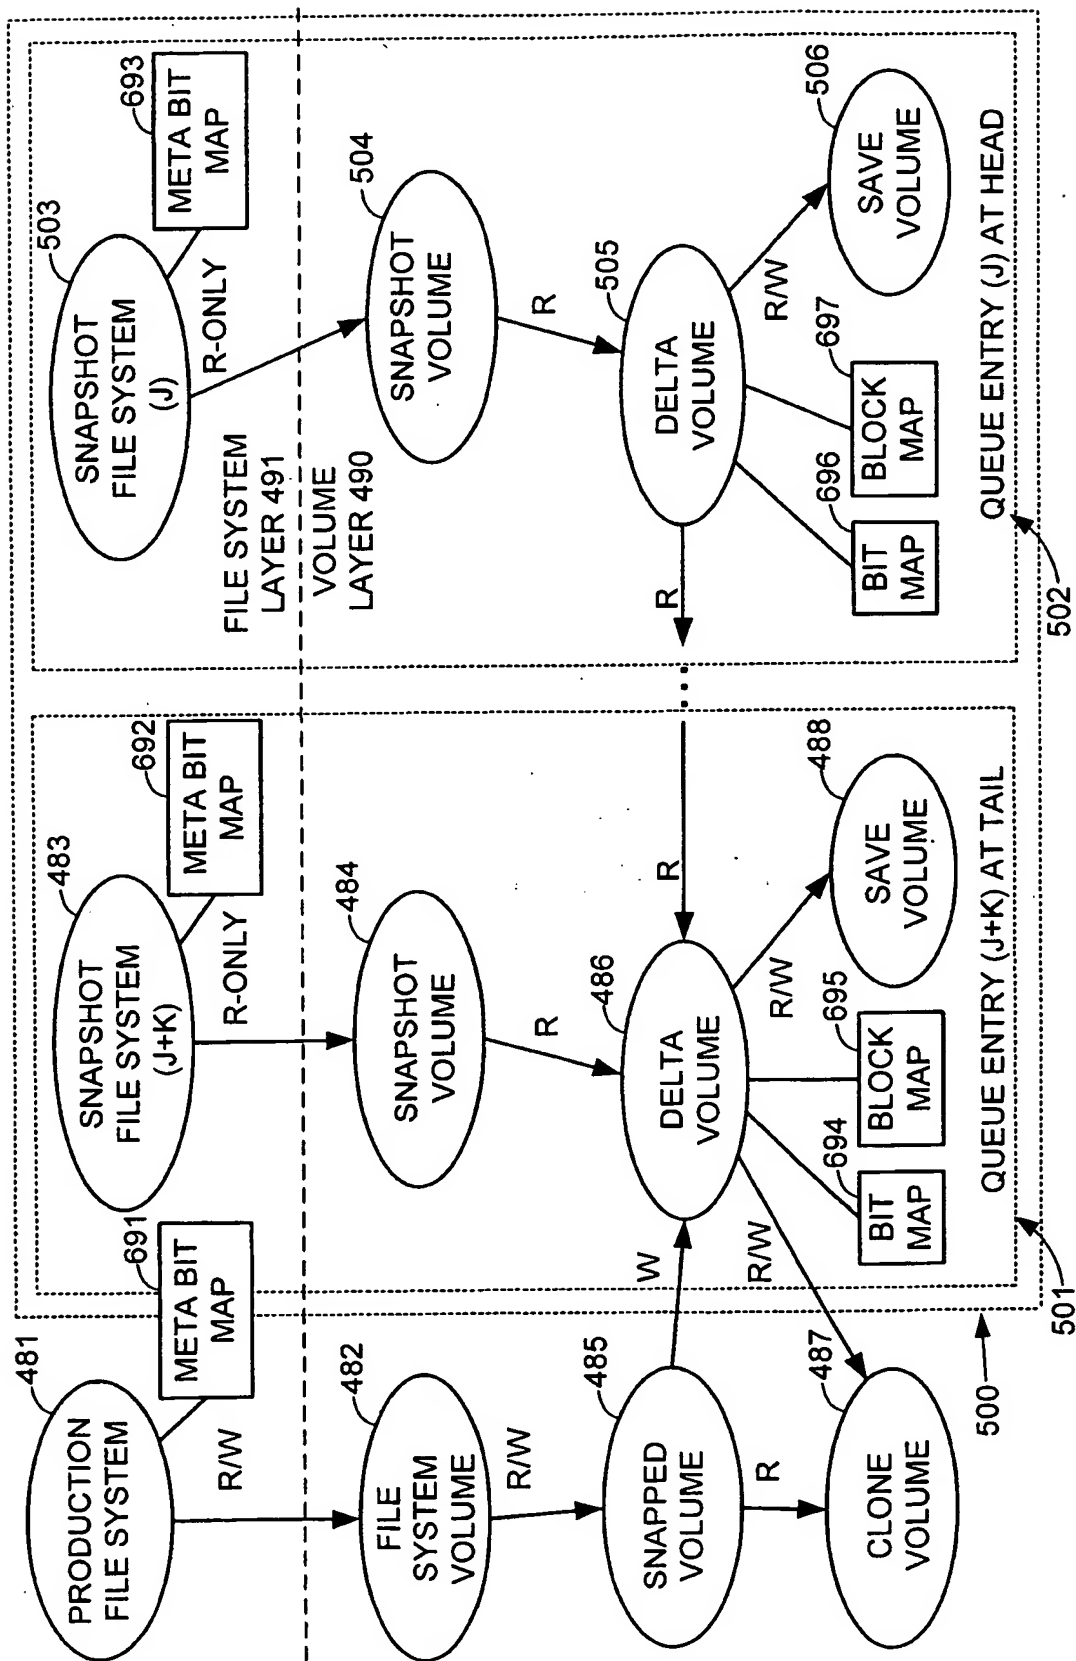 PRODUCTION
FILE SYSTEM
481
META BIT
MAP
691
R/W
SNAPSHOT
FILE SYSTEM
(J+K)
483
META BIT
MAP
692
R-ONLY
SNAPSHOT
FILE SYSTEM
(J)
503
META BIT
MAP
693
R-ONLY
FILE SYSTEM
LAYER 491
VOLUME
LAYER 490
FILE
SYSTEM
VOLUME
482
R/W
SNAPSHOT
VOLUME
484
R
SNAPSHOT
VOLUME
504
R
SNAPPED
VOLUME
485
W
R
DELTA
VOLUME
486
R
R
DELTA
VOLUME
505
R/W
R/W
R/W
CLONE
VOLUME
487
BIT
MAP
694
BLOCK
MAP
695
SAVE
VOLUME
488
BIT
MAP
696
BLOCK
MAP
697
SAVE
VOLUME
506
QUEUE ENTRY (J+K) AT TAIL
QUEUE ENTRY (J) AT HEAD
500
501
502